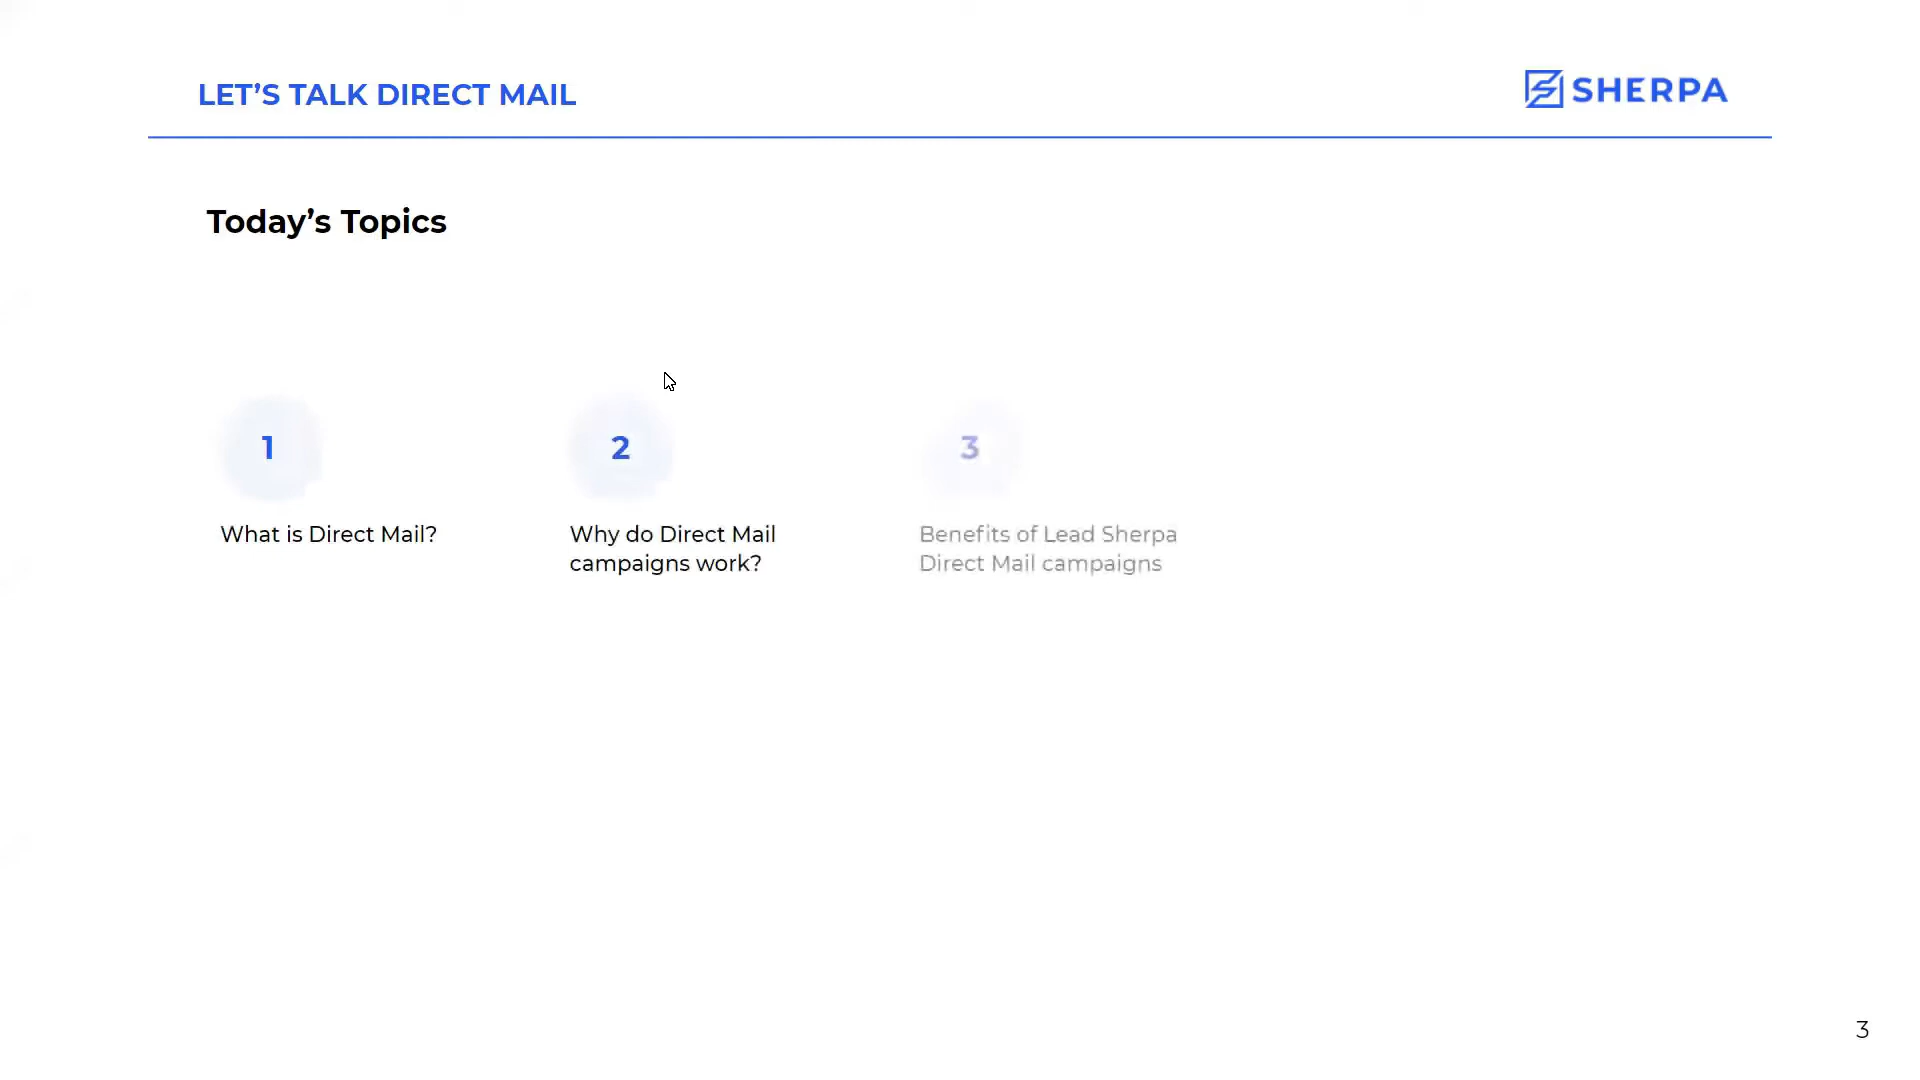 LET’S TALK DIRECT MAIL
SHERPA
Today’s Topics
1
2
3
What is Direct Mail?
Why do Direct Mail
campaigns work?
Benefits of Lead Sherpa
Direct Mail campaigns
3